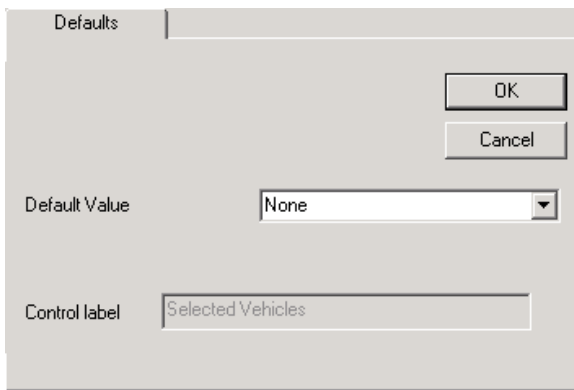 Defaults
OK
Cancel
Default Value None
Control label Selected Vehicles